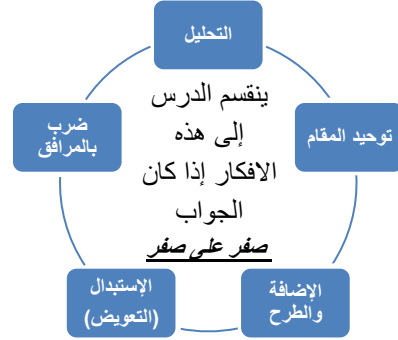 التحليل
ينقسم الدرس
إلى هذه
الافكار إذا كان
الجواب
صفر على صفر
توحيد المقام
الإضافة
والطرح
الإستبدال
(التعويض)
ضرب
بالمرافق